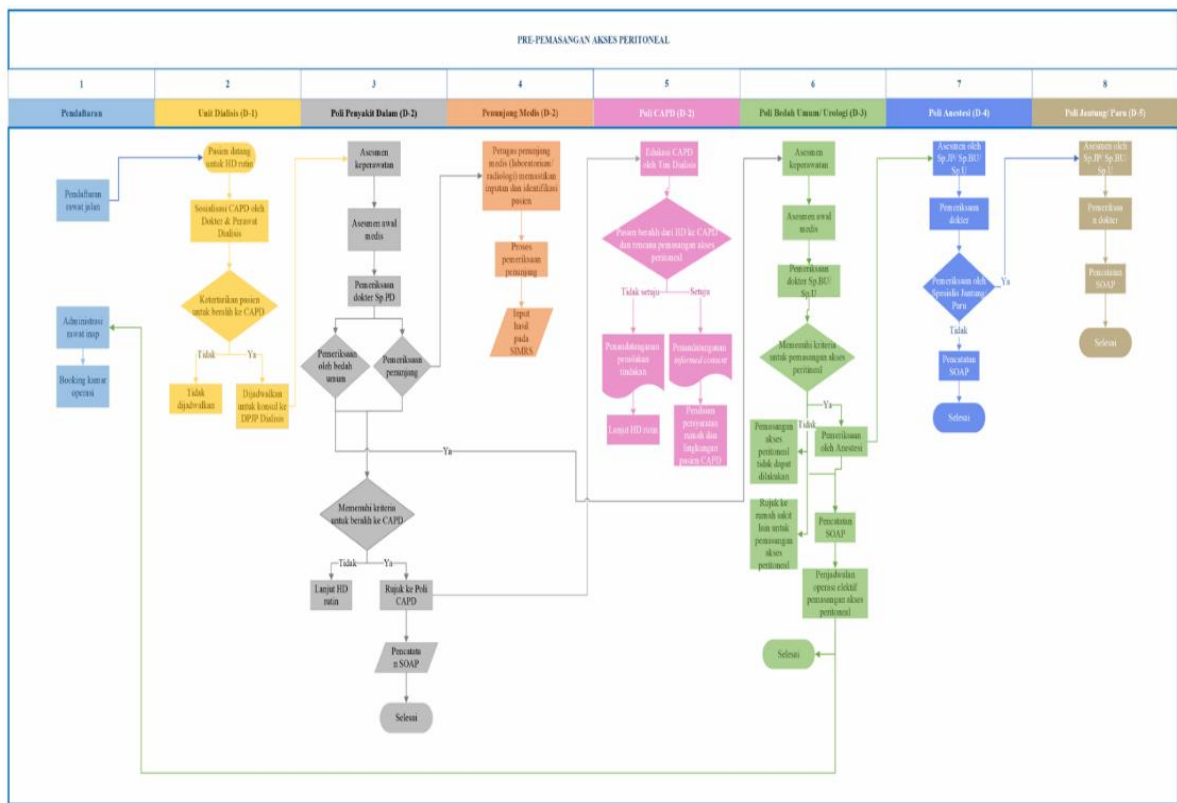 PRE-PEMASANGAN AKSES PERITONEAL
1
2
3
4
5
6
7
8
Pendaftaran
Unit Dialisis (D-1)
Poli Penyakit Dalam (D-2)
Penunjang Medis (D-2)
Poli CAPD (D-2)
Poli Bedah Umum/ Urologi (D-3)
Poli Anestesi (D-4)
Poli Jantung/ Paru (D-5)
Pendaftaran
rawat jalan
Administrasi
rawat inap
Booking kamar
operasi
Pasien datang
untuk HD rutin
Sosialisasi CAPD oleh
Dokter & Perawat
Dialisis
Ketertarikan pasien
untuk beralih ke CAPD
Tidak
Ya
Tidak
dijadwalkan
Dijadwalkan
untuk konsul ke
DPJP Dialisis
Asesmen
keperawatan
Asesmen awal
medis
Pemeriksaan
dokter Sp.PD
Pemeriksaan
oleh bedah
umum
Pemeriksaan
penunjang
Ya
Memenuhi kriteria
untuk beralih ke CAPD
Tidak
Ya
Lanjut HD
rutin
Rujuk ke Poli
CAPD
Pencatata
n SOAP
Selesai
Petugas penunjang
medis (laboratorium/
radiologi) memastikan
inputan dan identifikasi
pasien
Proses
pemeriksaan
penunjang
Input
hasil
pada
SIMRS
Edukasi CAPD
oleh Tim Dialisis
Pasien beralih dari HD ke CAPD
dan rencana pemasangan akses
peritoneal
Tidak setuju
Setuju
Penandatanganan
penolakan
tindakan
Penandatanganan
informed consent
Lanjut HD rutin
Penilaian
persyaratan
rumah dan
lingkungan
pasien CAPD
Asesmen
keperawatan
Asesmen awal
medis
Pemeriksaan
dokter Sp.BU/
Sp.U
Memenuhi kriteria
untuk pemasangan akses
peritoneal
Ya
Tidak
Pemasangan
akses
peritoneal
tidak dapat
dilakukan
Pemeriksaan
oleh Anestesi
Rujuk ke
rumah sakit
lain untuk
pemasangan
akses
peritoneal
Pencatatan
SOAP
Penjadwalan
operasi elektif
pemasangan akses
peritoneal
Selesai
Asesmen oleh
Sp.JP/ Sp.BU/
Sp.U
Pemeriksaan
dokter
Pemeriksaan oleh
Spesialis Jantung/
Paru
Ya
Tidak
Pencatatan
SOAP
Selesai
Asesmen oleh
Sp.JP/ Sp.BU/
Sp.U
Pemeriksaa
n dokter
Pencatatan
SOAP
Selesai